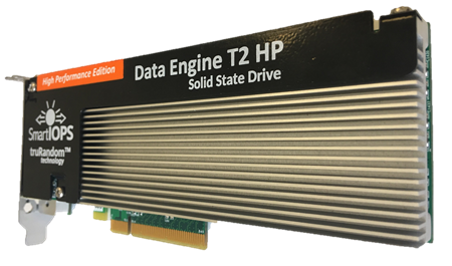 High Performance Edition
Data Engine T2 HP
Solid State Drive
SmartIOPS
truRandom™
technology